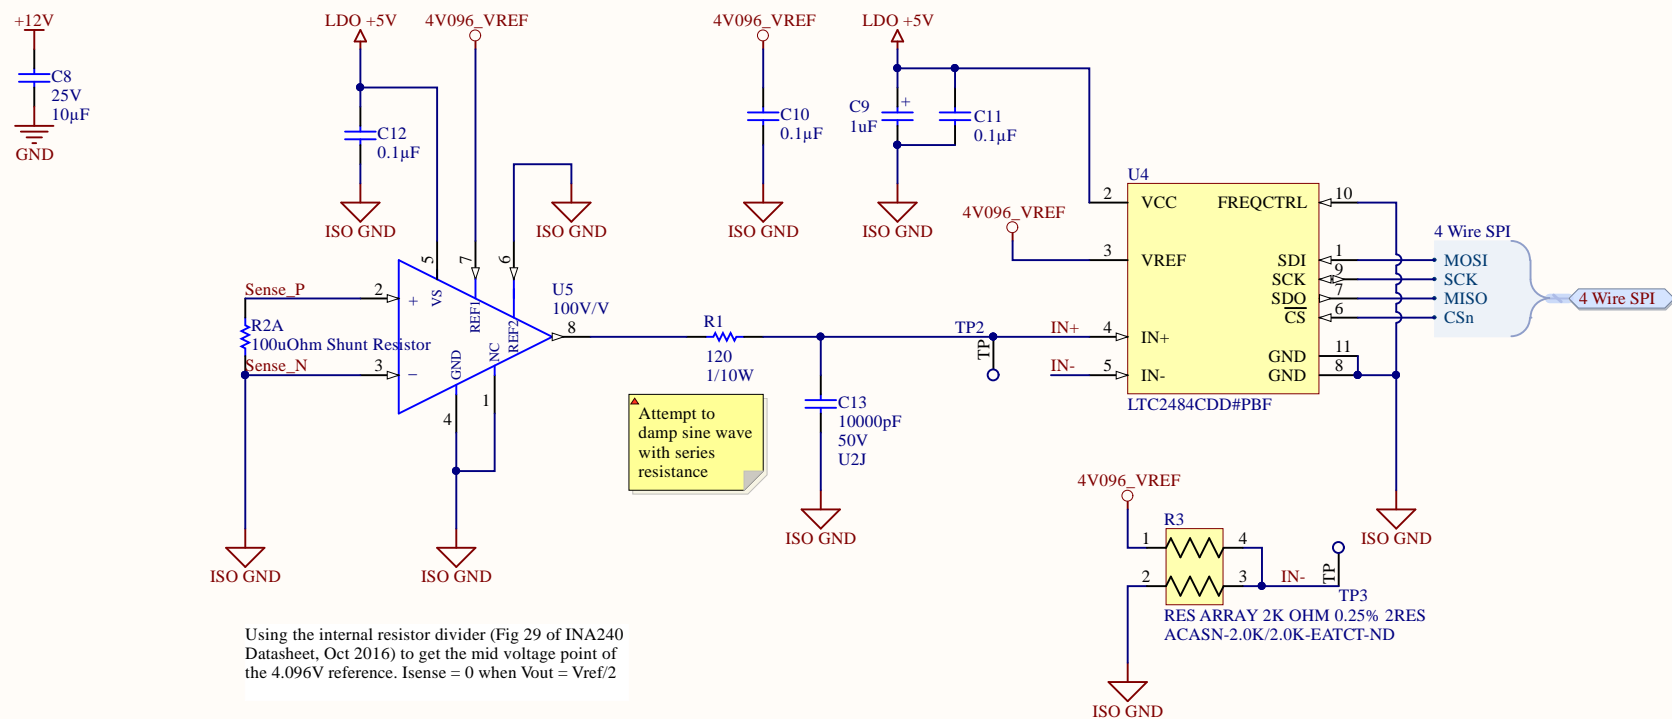 +12V
C8
25V
10µF
GND
LDO +5V
4V096_VREF
C12
0.1µF
ISO GND
ISO GND
4V096_VREF
C10
0.1µF
ISO GND
LDO +5V
C9
1uF
+
C11
0.1µF
ISO GND
5
7
6
VS
REF1
REF2
Sense_P
2
+
R2A
100uOhm Shunt Resistor
Sense_N
3
−
GND
NC
4
1
U5
100V/V
8
ISO GND
ISO GND
R1
120
1/10W
Attempt to
damp sine wave
with series
resistance
C13
10000pF
50V
U2J
ISO GND
TP2
TP
IN+
IN-
4V096_VREF
U4
2
VCC
3
VREF
4
IN+
5
IN-
FREQCTRL
10
SDI
1
SCK
9
SDO
7
CS
6
GND
11
GND
8
LTC2484CDD#PBF
4 Wire SPI
MOSI
SCK
MISO
CSn
4 Wire SPI
ISO GND
4V096_VREF
R3
1
4
2
3
IN-
TP
TP3
RES ARRAY 2K OHM 0.25% 2RES
ACASN-2.0K/2.0K-EATCT-ND
ISO GND
Using the internal resistor divider (Fig 29 of INA240
Datasheet, Oct 2016) to get the mid voltage point of
the 4.096V reference. Isense = 0 when Vout = Vref/2